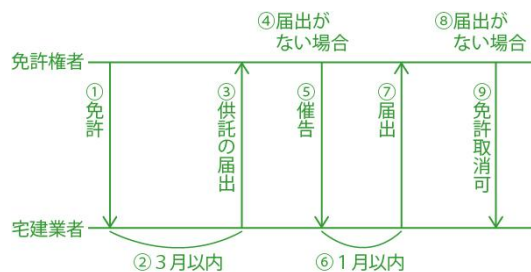 ④届出が
ない場合
⑧届出が
ない場合
免許権者
①免許
③供託の届出
⑤催告
⑦届出
⑨免許取消可
宅建業者
②3月以内
⑥1月以内